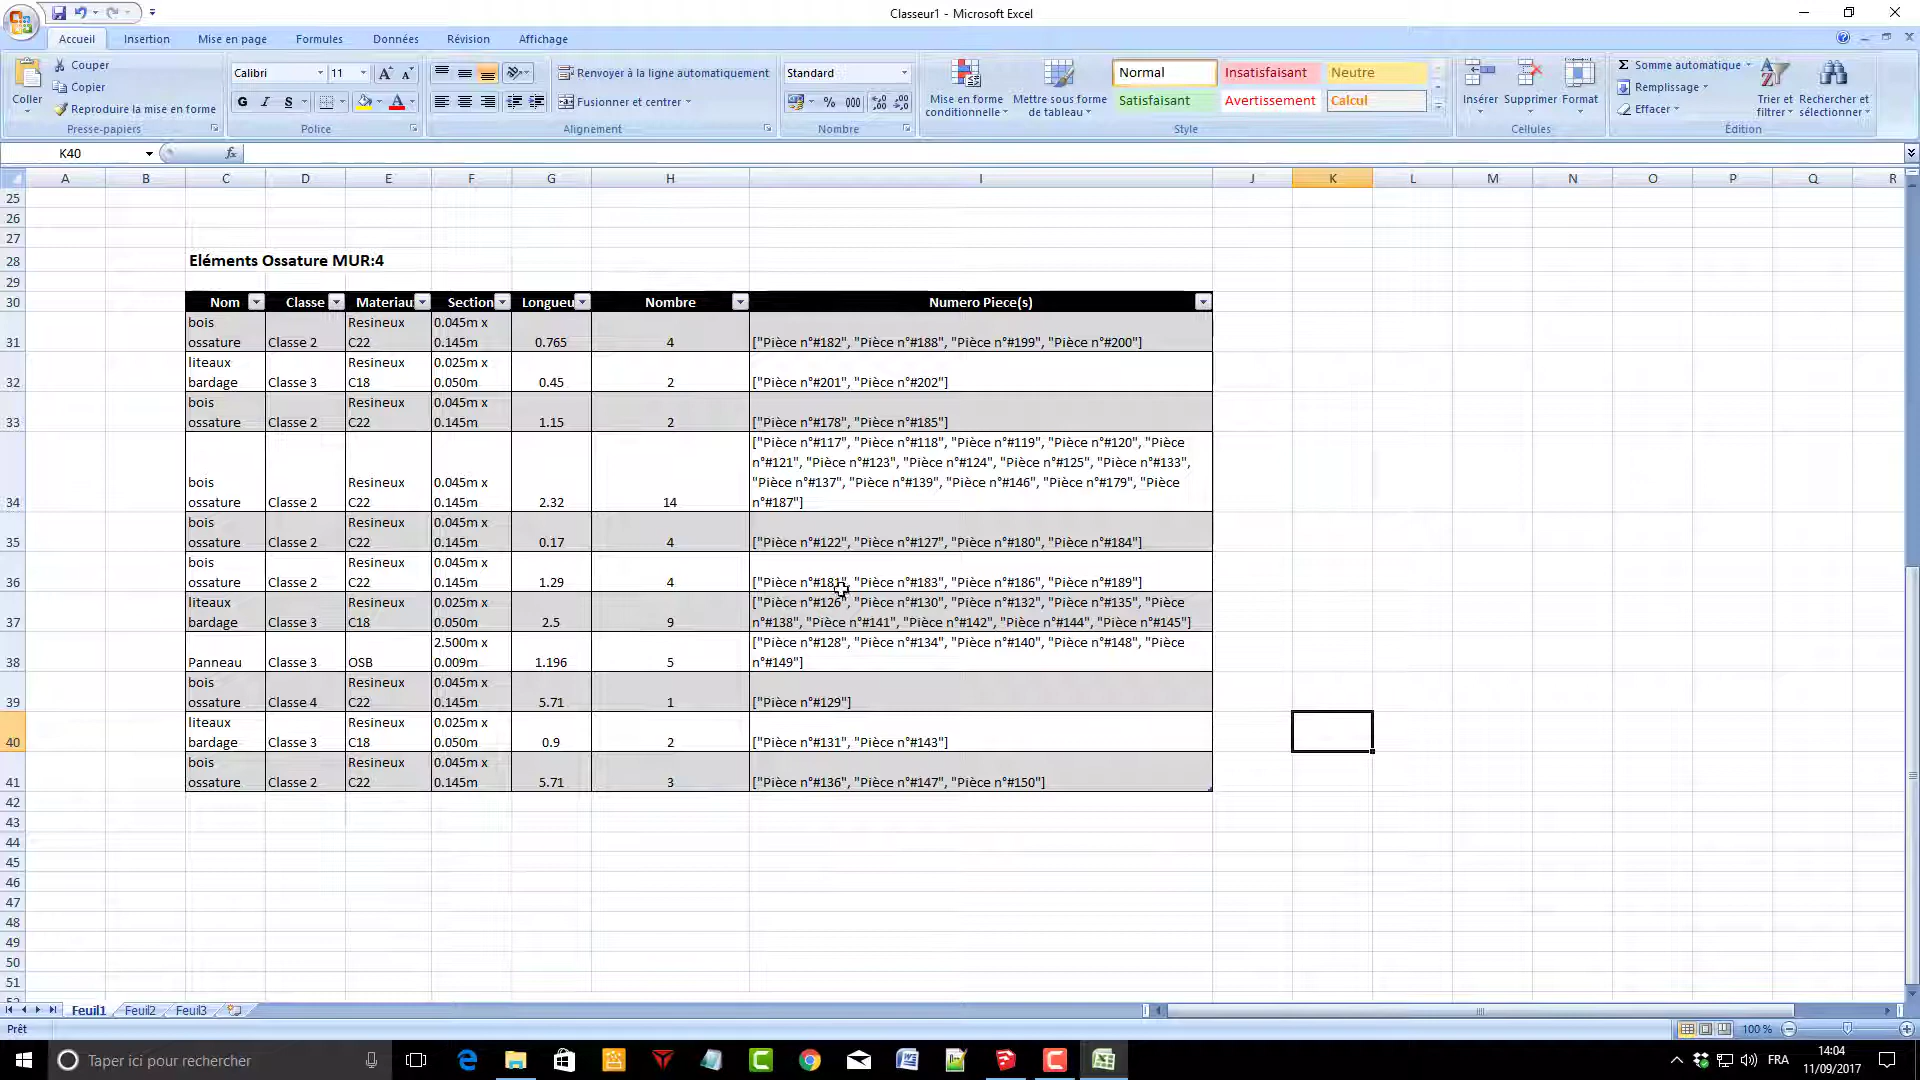 Classeur1 - Microsoft Excel
Accueil Insertion Mise en page Formules Données Révision Affichage
Coller
Couper
Copier
Reproduire la mise en forme
Presse-papiers
Calibri 11
G I S
Police
Renvoyer à la ligne automatiquement
Fusionner et centrer
Alignement
Standard
% 000
Nombre
Mise en forme conditionnelle
Mettre sous forme de tableau
Normal Insatisfaisant Neutre
Satisfaisant Avertissement Calcul
Style
Insérer Supprimer Format
Cellules
Σ Somme automatique
Remplissage
Effacer
Trier et filtrer
Rechercher et sélectionner
Édition
K40
fx
A B C D E F G H I J K L M N O P Q R
25
26
27
28 Eléments Ossature MUR:4
29
30 Nom Classe Materiau Section Longueu Nombre Numero Piece(s)
31 bois ossature Classe 2 Resineux C22 0.045m x 0.145m 0.765 4 ["Pièce n°#182", "Pièce n°#188", "Pièce n°#199", "Pièce n°#200"]
32 liteaux bardage Classe 3 Resineux C18 0.025m x 0.050m 0.45 2 ["Pièce n°#201", "Pièce n°#202"]
33 bois ossature Classe 2 Resineux C22 0.045m x 0.145m 1.15 2 ["Pièce n°#178", "Pièce n°#185"]
34 bois ossature Classe 2 Resineux C22 0.045m x 0.145m 2.32 14 ["Pièce n°#117", "Pièce n°#118", "Pièce n°#119", "Pièce n°#120", "Pièce n°#121", "Pièce n°#123", "Pièce n°#124", "Pièce n°#125", "Pièce n°#133", "Pièce n°#137", "Pièce n°#139", "Pièce n°#146", "Pièce n°#179", "Pièce n°#187"]
35 bois ossature Classe 2 Resineux C22 0.045m x 0.145m 0.17 4 ["Pièce n°#122", "Pièce n°#127", "Pièce n°#180", "Pièce n°#184"]
36 bois ossature Classe 2 Resineux C22 0.045m x 0.145m 1.29 4 ["Pièce n°#181", "Pièce n°#183", "Pièce n°#186", "Pièce n°#189"]
37 liteaux bardage Classe 3 Resineux C18 0.025m x 0.050m 2.5 9 ["Pièce n°#126", "Pièce n°#130", "Pièce n°#132", "Pièce n°#135", "Pièce n°#138", "Pièce n°#141", "Pièce n°#142", "Pièce n°#144", "Pièce n°#145"]
38 Panneau Classe 3 OSB 2.500m x 0.009m 1.196 5 ["Pièce n°#128", "Pièce n°#134", "Pièce n°#140", "Pièce n°#148", "Pièce n°#149"]
39 bois ossature Classe 4 Resineux C22 0.045m x 0.145m 5.71 1 ["Pièce n°#129"]
40 liteaux bardage Classe 3 Resineux C18 0.025m x 0.050m 0.9 2 ["Pièce n°#131", "Pièce n°#143"]
41 bois ossature Classe 2 Resineux C22 0.045m x 0.145m 5.71 3 ["Pièce n°#136", "Pièce n°#147", "Pièce n°#150"]
42
43
44
45
46
47
48
49
50
51
Feuil1 Feuil2 Feuil3
Prêt
100 %
Taper ici pour rechercher
FRA
14:04
11/09/2017